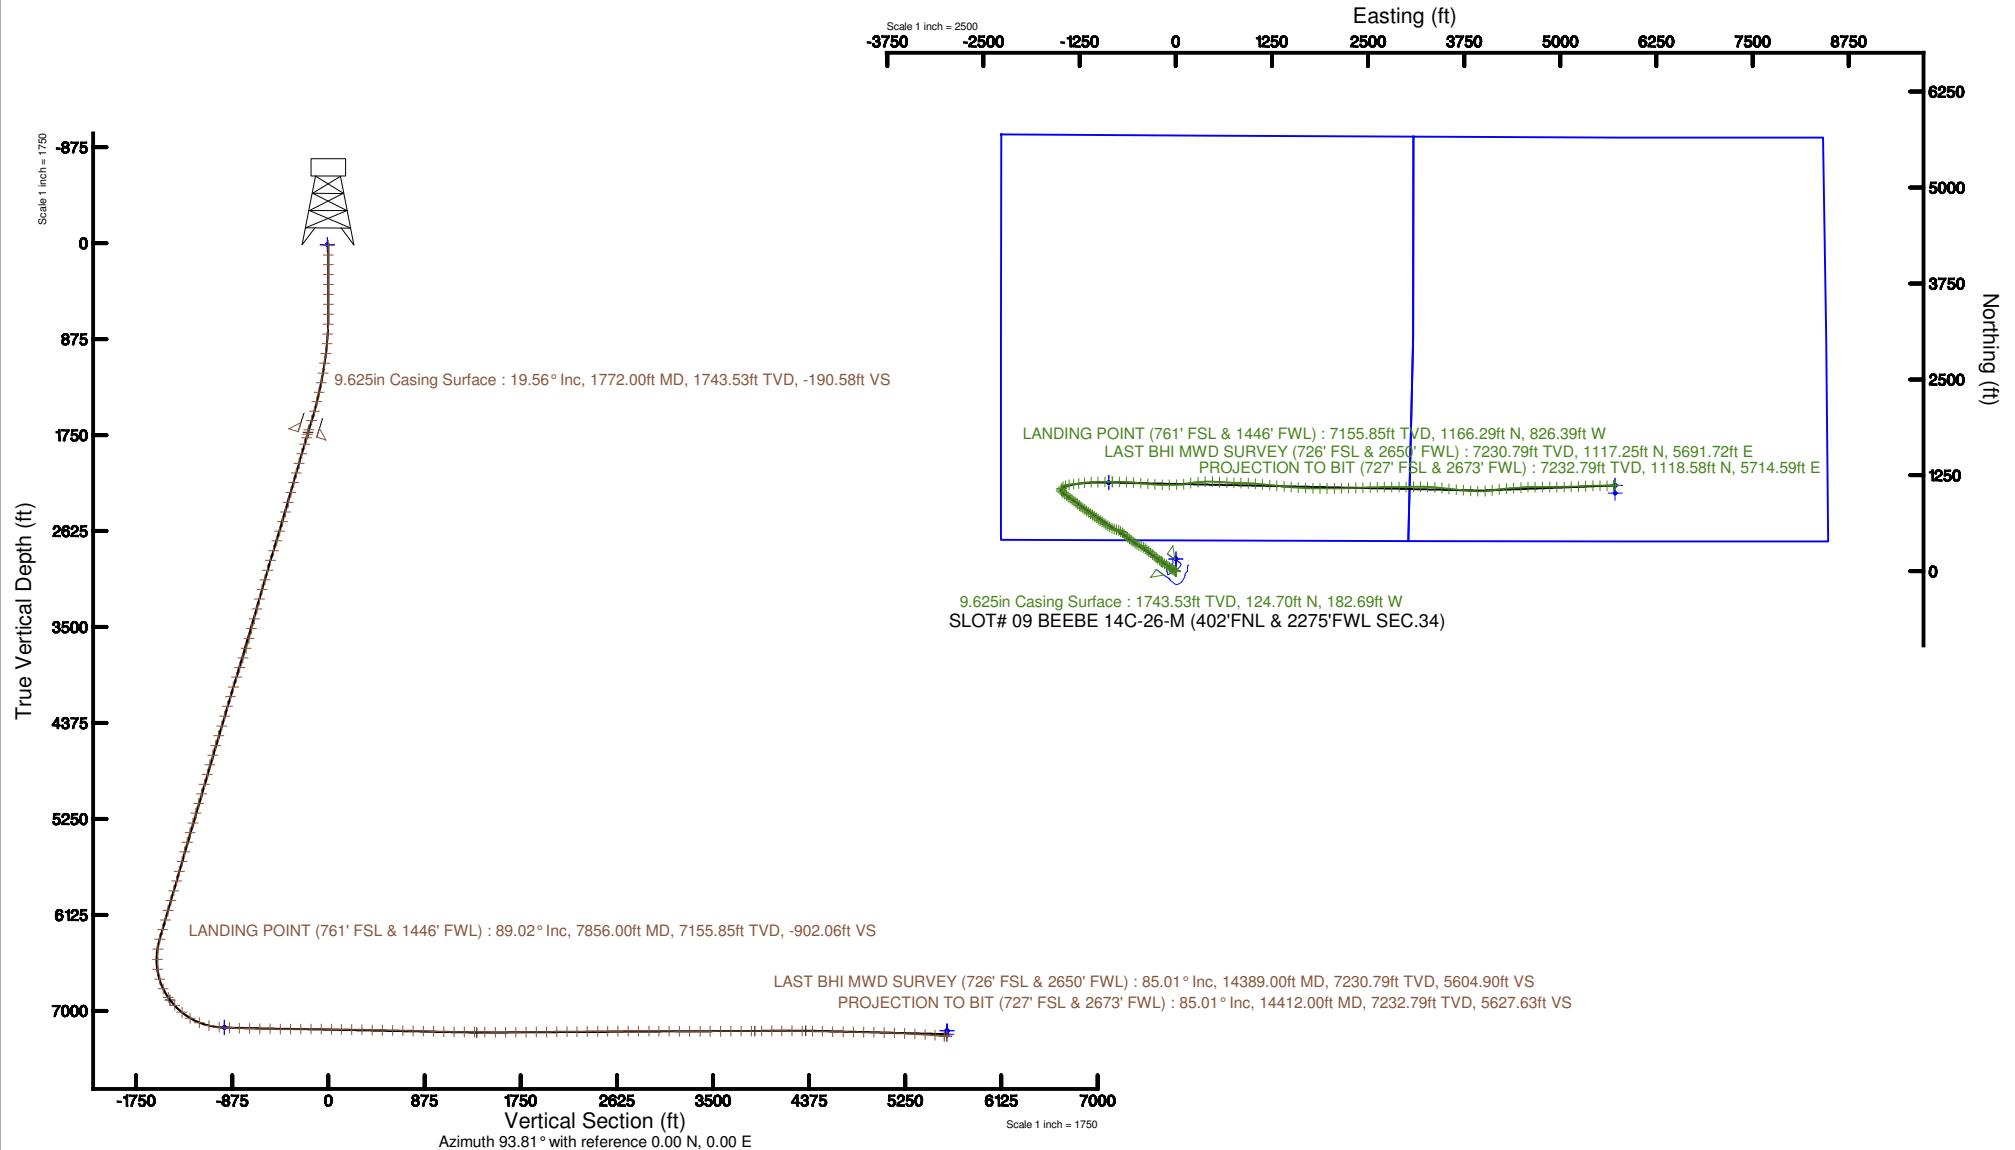 Scale 1 inch = 2500
Easting (ft)
-3750 -2500 -1250 0 1250 2500 3750 5000 6250 7500 8750
6250
5000
3750
2500
1250
0
Northing (ft)
LANDING POINT (761' FSL & 1446' FWL) : 7155.85ft TVD, 1166.29ft N, 826.39ft W
LAST BHI MWD SURVEY (726' FSL & 2650' FWL) : 7230.79ft TVD, 1117.25ft N, 5691.72ft E
PROJECTION TO BIT (727' FSL & 2673' FWL) : 7232.79ft TVD, 1118.58ft N, 5714.59ft E
9.625in Casing Surface : 1743.53ft TVD, 124.70ft N, 182.69ft W
SLOT# 09 BEEBE 14C-26-M (402'FNL & 2275'FWL SEC.34)
Scale 1 inch = 1750
True Vertical Depth (ft)
-875
0
875
1750
2625
3500
4375
5250
6125
7000
9.625in Casing Surface : 19.56° Inc, 1772.00ft MD, 1743.53ft TVD, -190.58ft VS
LANDING POINT (761' FSL & 1446' FWL) : 89.02° Inc, 7856.00ft MD, 7155.85ft TVD, -902.06ft VS
LAST BHI MWD SURVEY (726' FSL & 2650' FWL) : 85.01° Inc, 14389.00ft MD, 7230.79ft TVD, 5604.90ft VS
PROJECTION TO BIT (727' FSL & 2673' FWL) : 85.01° Inc, 14412.00ft MD, 7232.79ft TVD, 5627.63ft VS
-1750 -875 0 875 1750 2625 3500 4375 5250 6125 7000
Vertical Section (ft)
Scale 1 inch = 1750
Azimuth 93.81° with reference 0.00 N, 0.00 E